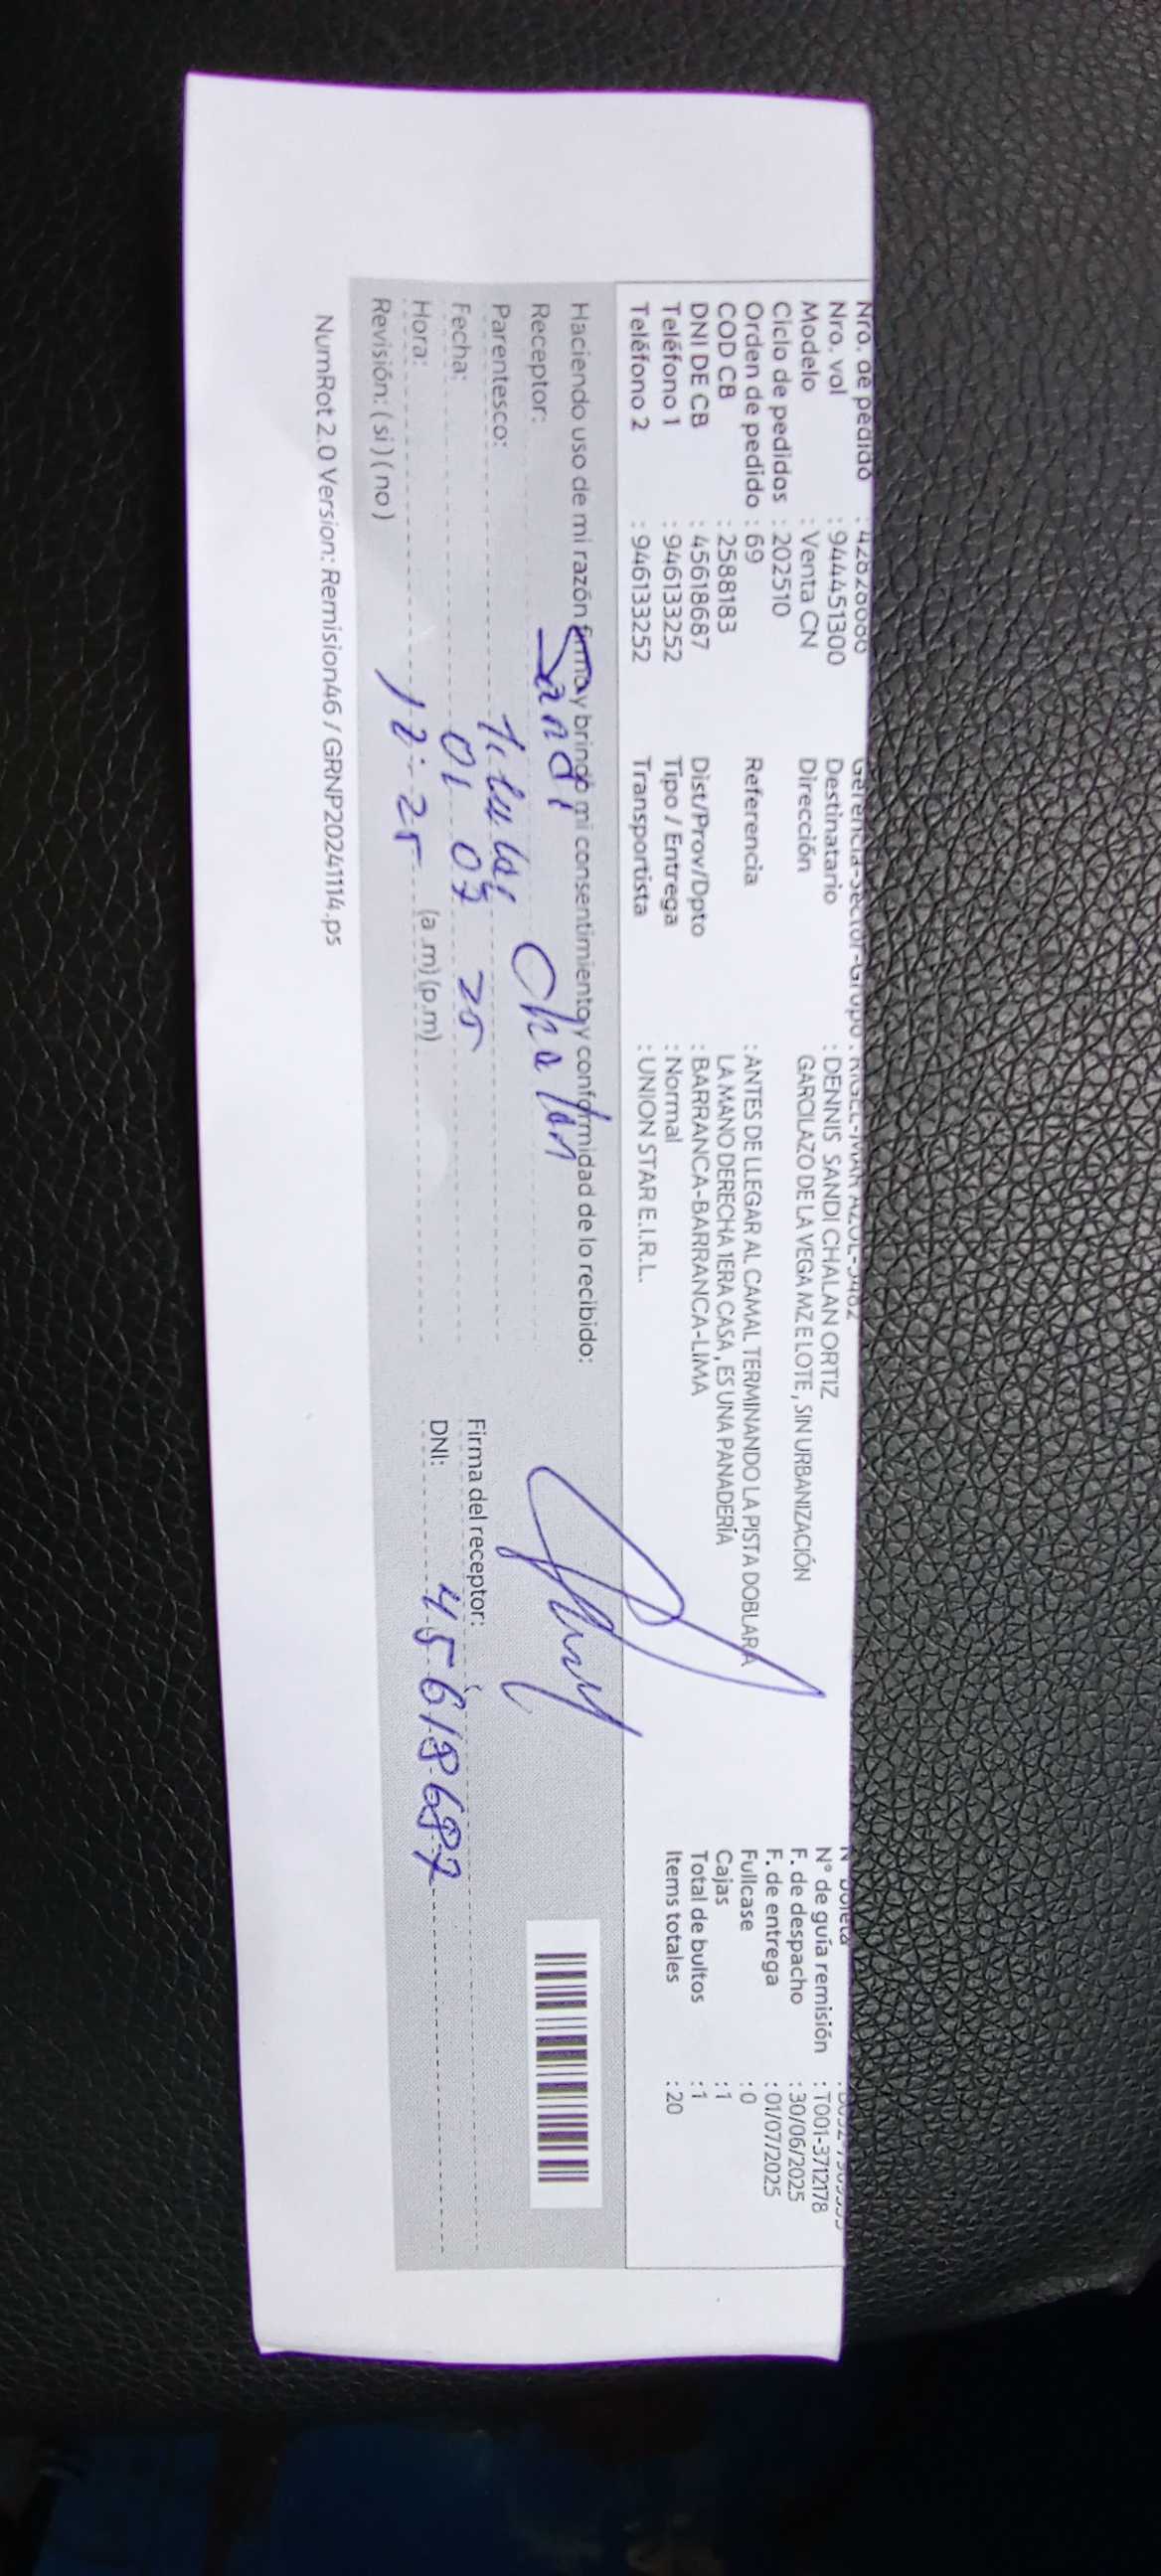 Nro. de pedido
Nro. vol : 944451300
Modelo : Venta CN
Ciclo de pedidos : 202510
Orden de pedido : 69
COD CB : 2588183
DNI DE CB : 45618687
Teléfono 1 : 946133252
Teléfono 2 : 946133252
Gerencia-Sector-Grupo
Destinatario : DENNIS SANDI CHALAN ORTIZ
Dirección GARCILAZO DE LA VEGA MZ E LOTE , SIN URBANIZACIÓN
Referencia : ANTES DE LLEGAR AL CAMAL TERMINANDO LA PISTA DOBLAR A
LA MANO DERECHA 1ERA CASA , ES UNA PANADERÍA
Dist/Prov/Dpto : BARRANCA-BARRANCA-LIMA
Tipo / Entrega : Normal
Transportista : UNION STAR E.I.R.L.
N° boleta
N° de guía remisión : T001-3712178
F. de despacho : 30/06/2025
F. de entrega : 01/07/2025
Fullcase : 0
Cajas : 1
Total de bultos : 1
Items totales : 20
Haciendo uso de mi razón firmo y brindo mi consentimiento y conformidad de lo recibido:
Receptor: Sandi Chalan
Parentesco: Titular
Fecha: 01 07 25
Hora: 12:25 (a.m) (p.m)
Revisión: ( si ) ( no )
Firma del receptor:
DNI: 45618687
NumRot 2.0 Version: Remision46 / GRNP20241114.ps